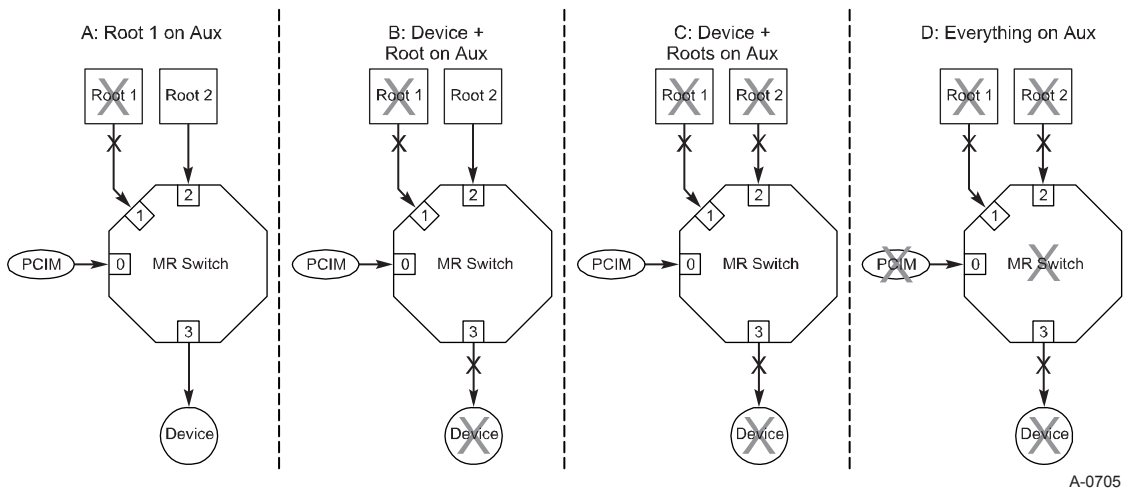 A: Root 1 on Aux
Root 1
Root 2
1
2
PCIM
0
MR Switch
3
Device
B: Device +
Root on Aux
Root 1
Root 2
1
2
PCIM
0
MR Switch
3
Device
C: Device +
Roots on Aux
Root 1
Root 2
1
2
PCIM
0
MR Switch
3
Device
D: Everything on Aux
Root 1
Root 2
1
2
PCIM
0
MR Switch
3
Device
A-0705